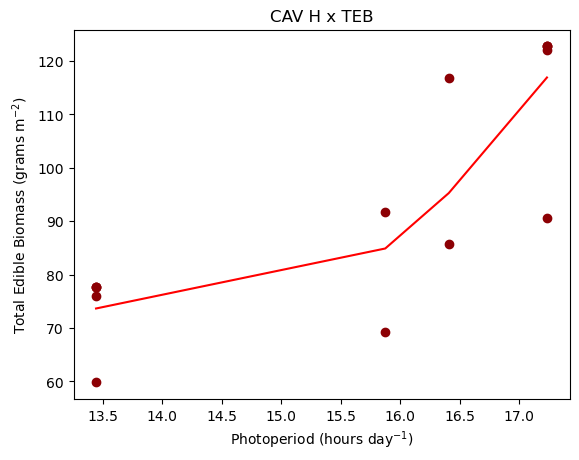 CAV H x TEB
Total Edible Biomass (grams m⁻²)
120
110
100
90
80
70
60
13.5 14.0 14.5 15.0 15.5 16.0 16.5 17.0
Photoperiod (hours day⁻¹)